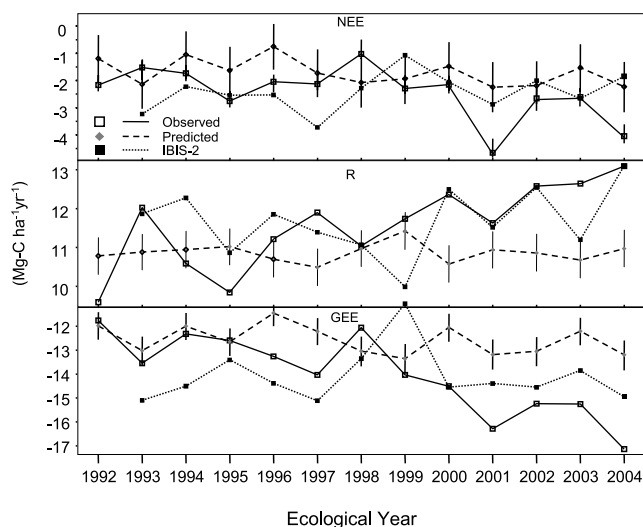 NEE
0
-1
-2
-3
-4
Observed
Predicted
IBIS-2
R
13
12
11
10
(Mg-C ha⁻¹yr⁻¹)
GEE
-12
-13
-14
-15
-16
-17
1992 1993 1994 1995 1996 1997 1998 1999 2000 2001 2002 2003 2004
Ecological Year